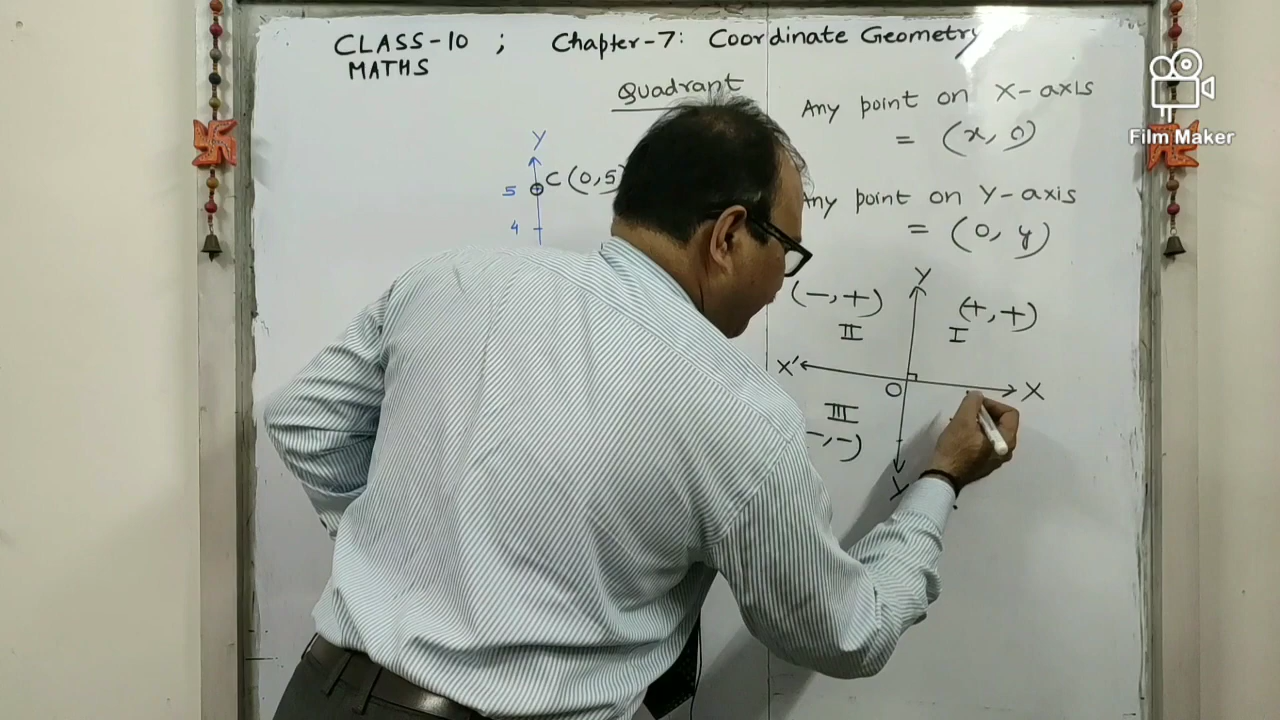 CLASS-10 ; Chapter-7: Coordinate Geometry
MATHS
Quadrant
Y
5 C (0,5)
4
Any point on X-axis
= (x, 0)
Any point on Y-axis
= (0, y)
Y
(-,+) (+,+)
II I
X' O X
III
-,-)
Film Maker